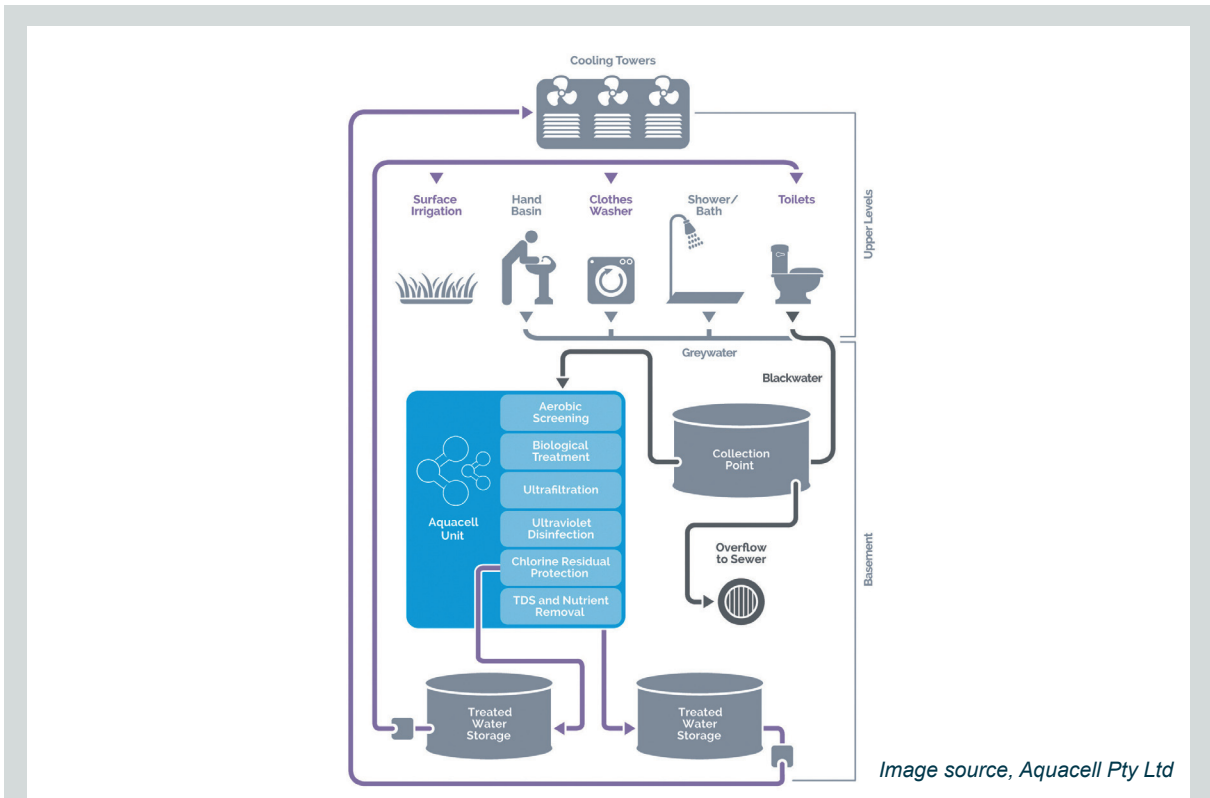 Cooling Towers
Surface
Irrigation
Hand
Basin
Clothes
Washer
Shower/
Bath
Toilets
Upper Levels
Greywater
Blackwater
Aerobic
Screening
Biological
Treatment
Ultrafiltration
Ultraviolet
Disinfection
Chlorine Residual
Protection
TDS and Nutrient
Removal
Aquacell
Unit
Collection
Point
Overflow
to Sewer
Basement
Treated
Water
Storage
Treated
Water
Storage
Image source, Aquacell Pty Ltd